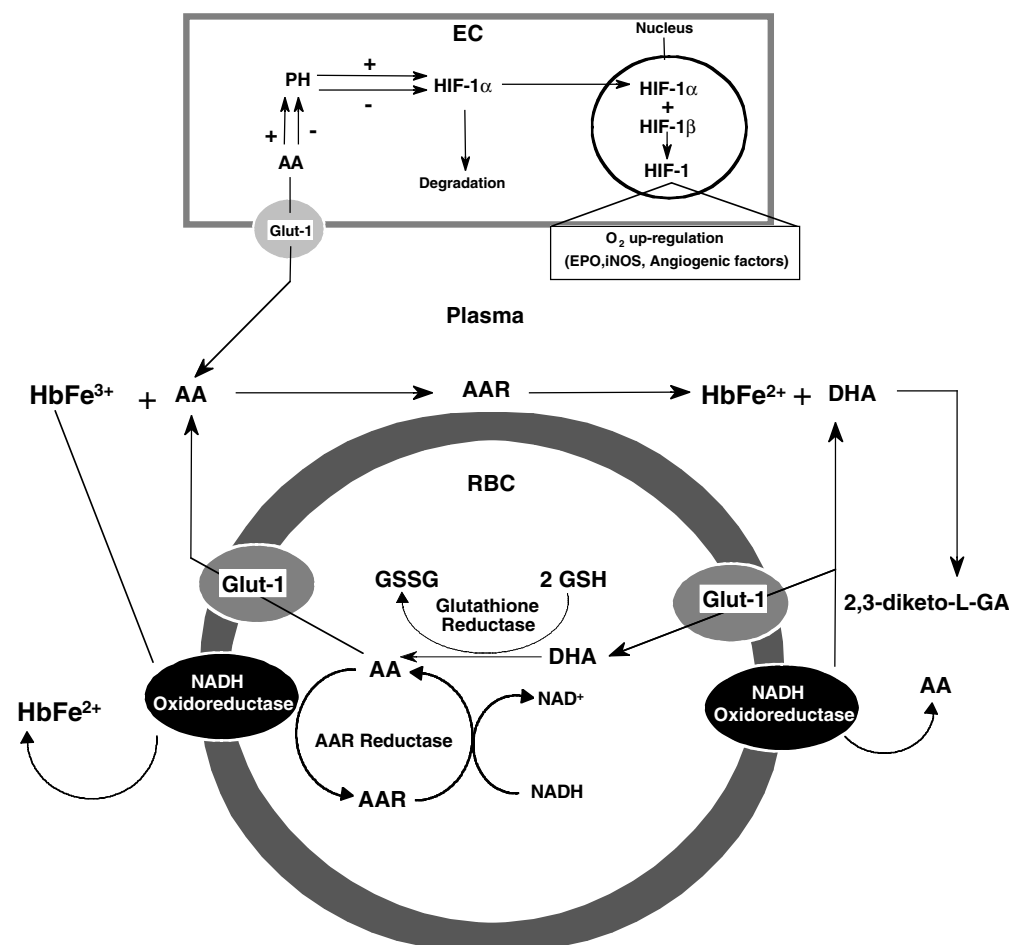 EC
Nucleus
PH
+
-
HIF-1α
HIF-1α
+
HIF-1β
HIF-1
+
-
AA
Degradation
Glut-1
O2 up-regulation
(EPO,iNOS, Angiogenic factors)
Plasma
HbFe3+ + AA
AAR
HbFe2+ + DHA
RBC
Glut-1
GSSG
2 GSH
Glutathione
Reductase
Glut-1
2,3-diketo-L-GA
AA
DHA
NADH
Oxidoreductase
NADH
Oxidoreductase
AA
HbFe2+
NAD+
AAR Reductase
AAR
NADH